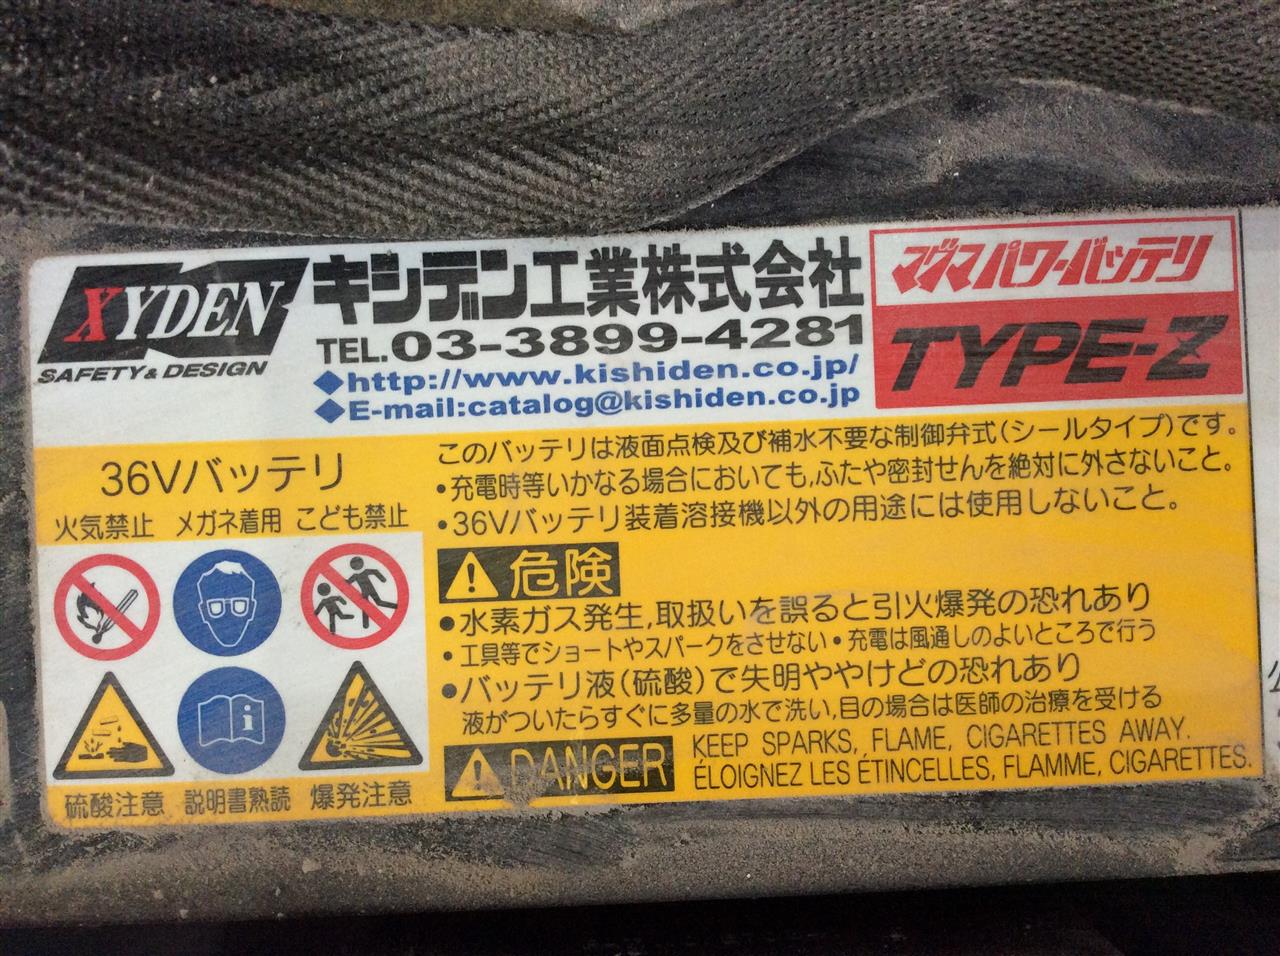 XYDEN
SAFETY & DESIGN
キシデン工業株式会社
TEL.03-3899-4281
◆http://www.kishiden.co.jp/
◆E-mail:catalog@kishiden.co.jp
マグマパワーバッテリ
TYPE-Z
36Vバッテリ
火気禁止 メガネ着用 こども禁止
硫酸注意 説明書熟読 爆発注意
このバッテリは液面点検及び補水不要な制御弁式(シールタイプ)です。
・充電時等いかなる場合においても,ふたや密封せんを絶対に外さないこと。
・36Vバッテリ装着溶接機以外の用途には使用しないこと。
危険
●水素ガス発生,取扱いを誤ると引火爆発の恐れあり
・工具等でショートやスパークをさせない・充電は風通しのよいところで行う
●バッテリ液(硫酸)で失明ややけどの恐れあり
液がついたらすぐに多量の水で洗い,目の場合は医師の治療を受ける
DANGER
KEEP SPARKS, FLAME, CIGARETTES AWAY.
ÉLOIGNEZ LES ÉTINCELLES, FLAMME, CIGARETTES.